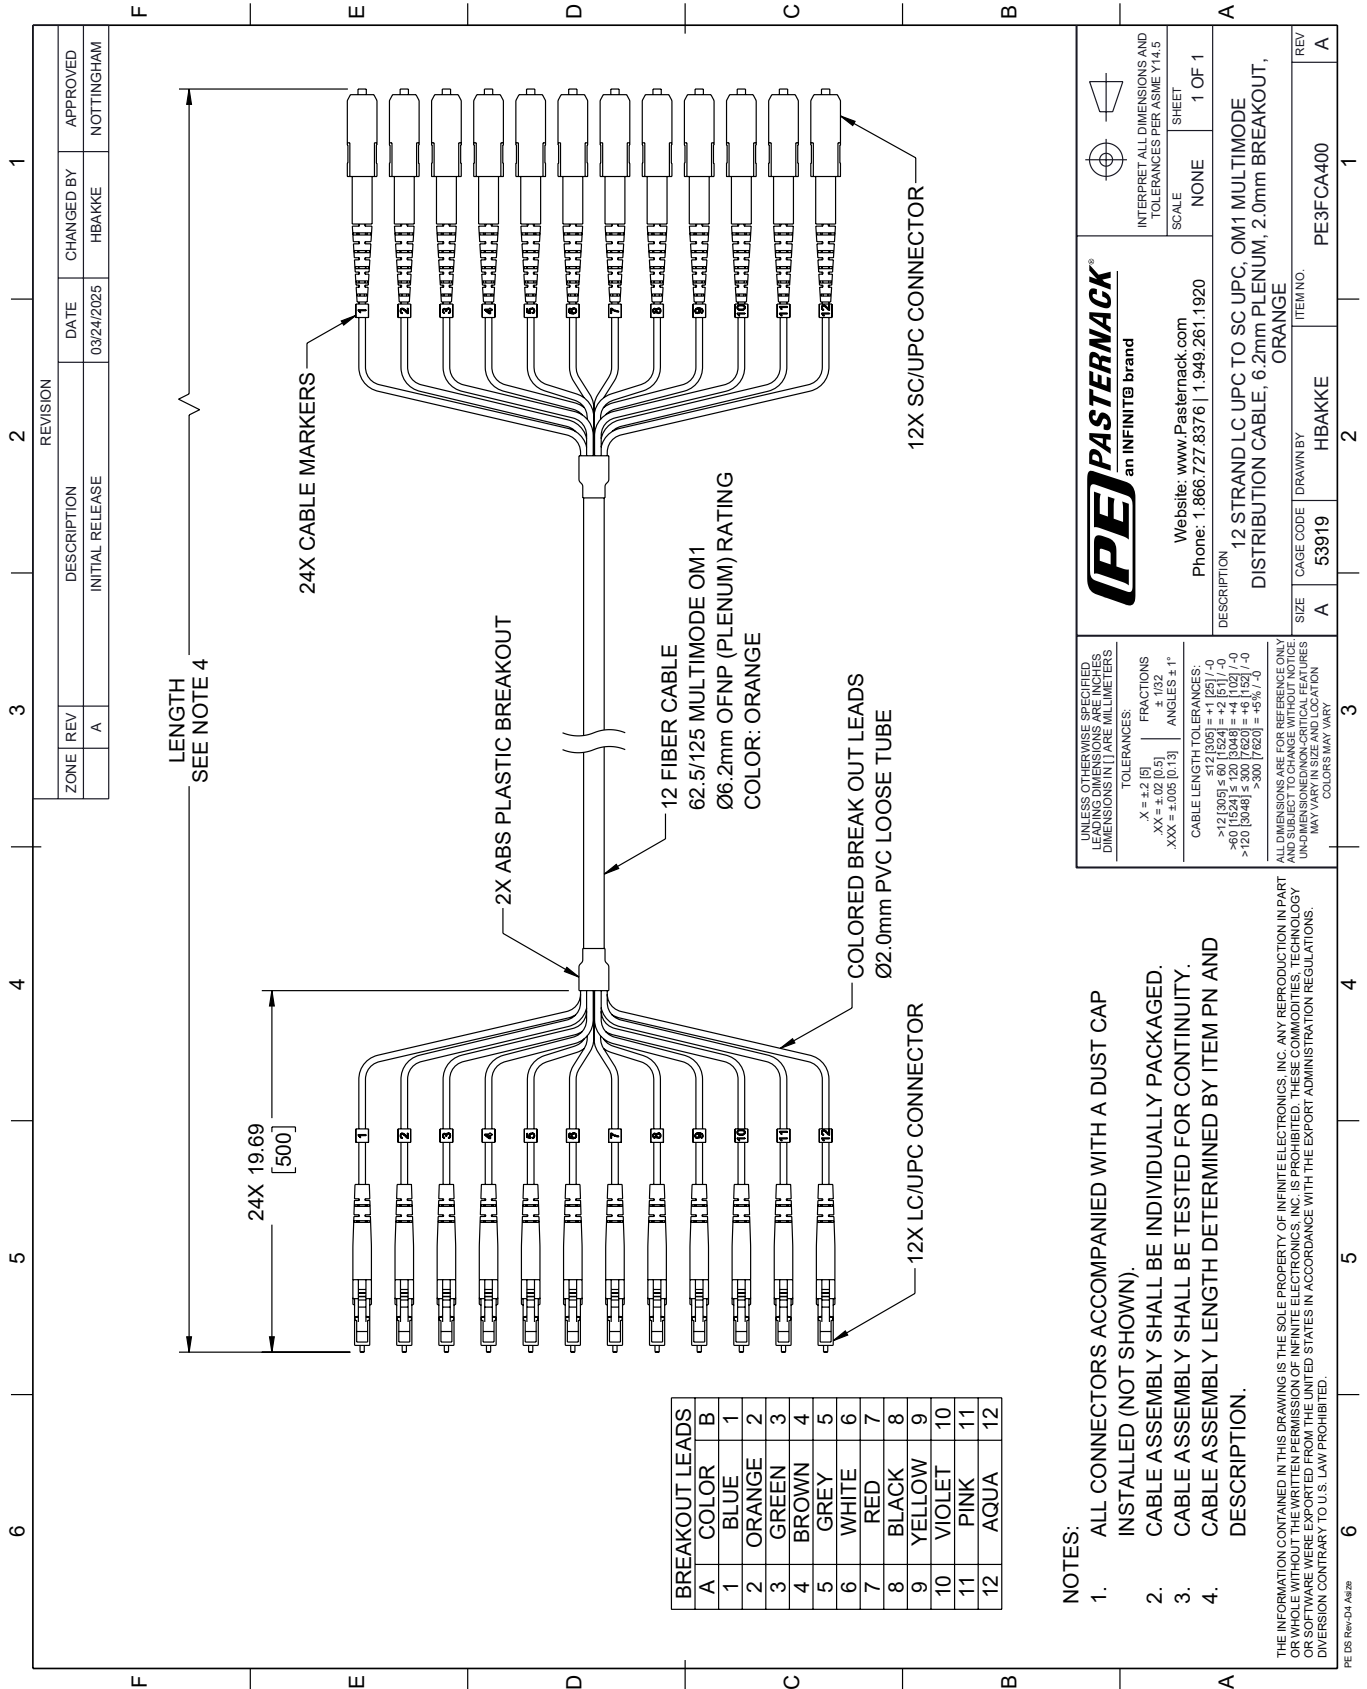 REVISION
ZONE REV DESCRIPTION DATE CHANGED BY APPROVED
A INITIAL RELEASE 03/24/2025 HBAKKE NOTTINGHAM
6 5 4 3 2 1
F E D C B A
LENGTH
SEE NOTE 4
24X 19.69
[500]
24X CABLE MARKERS
2X ABS PLASTIC BREAKOUT
12 FIBER CABLE
62.5/125 MULTIMODE OM1
Ø6.2mm OFNP (PLENUM) RATING
COLOR: ORANGE
COLORED BREAK OUT LEADS
Ø2.0mm PVC LOOSE TUBE
12X LC/UPC CONNECTOR
12X SC/UPC CONNECTOR
1 1
2 2
3 3
4 4
5 5
6 6
7 7
8 8
9 9
10 10
11 11
12 12
BREAKOUT LEADS
A COLOR B
1 BLUE 1
2 ORANGE 2
3 GREEN 3
4 BROWN 4
5 GREY 5
6 WHITE 6
7 RED 7
8 BLACK 8
9 YELLOW 9
10 VIOLET 10
11 PINK 11
12 AQUA 12
NOTES:
1. ALL CONNECTORS ACCOMPANIED WITH A DUST CAP
INSTALLED (NOT SHOWN).
2. CABLE ASSEMBLY SHALL BE INDIVIDUALLY PACKAGED.
3. CABLE ASSEMBLY SHALL BE TESTED FOR CONTINUITY.
4. CABLE ASSEMBLY LENGTH DETERMINED BY ITEM PN AND
DESCRIPTION.
THE INFORMATION CONTAINED IN THIS DRAWING IS THE SOLE PROPERTY OF INFINITE ELECTRONICS, INC. ANY REPRODUCTION IN PART
OR WHOLE WITHOUT THE WRITTEN PERMISSION OF INFINITE ELECTRONICS, INC. IS PROHIBITED. THESE COMMODITIES, TECHNOLOGY
OR SOFTWARE WERE EXPORTED FROM THE UNITED STATES IN ACCORDANCE WITH THE EXPORT ADMINISTRATION REGULATIONS.
DIVERSION CONTRARY TO U.S. LAW PROHIBITED.
UNLESS OTHERWISE SPECIFIED
LEADING DIMENSIONS ARE INCHES
DIMENSIONS IN [ ] ARE MILLIMETERS
TOLERANCES:
.X = ±.2 [5] FRACTIONS
.XX = ±.02 [0.5] ± 1/32
.XXX = ±.005 [0.13] ANGLES ± 1°
CABLE LENGTH TOLERANCES:
≤12 [305] = +1 [25] / -0
>12 [305] ≤ 60 [1524] = +2 [51] / -0
>60 [1524] ≤ 120 [3048] = +4 [102] / -0
>120 [3048] ≤ 300 [7620] = +6 [152] / -0
>300 [7620] = +5% / -0
ALL DIMENSIONS ARE FOR REFERENCE ONLY
AND SUBJECT TO CHANGE WITHOUT NOTICE.
UN-DIMENSIONED/NON-CRITICAL FEATURES
MAY VARY IN SIZE AND LOCATION
COLORS MAY VARY
PE PASTERNACK®
an INFINIT® brand
Website: www.Pasternack.com
Phone: 1.866.727.8376 | 1.949.261.1920
INTERPRET ALL DIMENSIONS AND
TOLERANCES PER ASME Y14.5
SCALE NONE
SHEET 1 OF 1
DESCRIPTION
12 STRAND LC UPC TO SC UPC, OM1 MULTIMODE
DISTRIBUTION CABLE, 6.2mm PLENUM, 2.0mm BREAKOUT,
ORANGE
SIZE CAGE CODE DRAWN BY ITEM NO. REV
A 53919 HBAKKE PE3FCA400 A
F E D C B A
6 5 4 3 2 1
PE DS Rev-D4 Asize